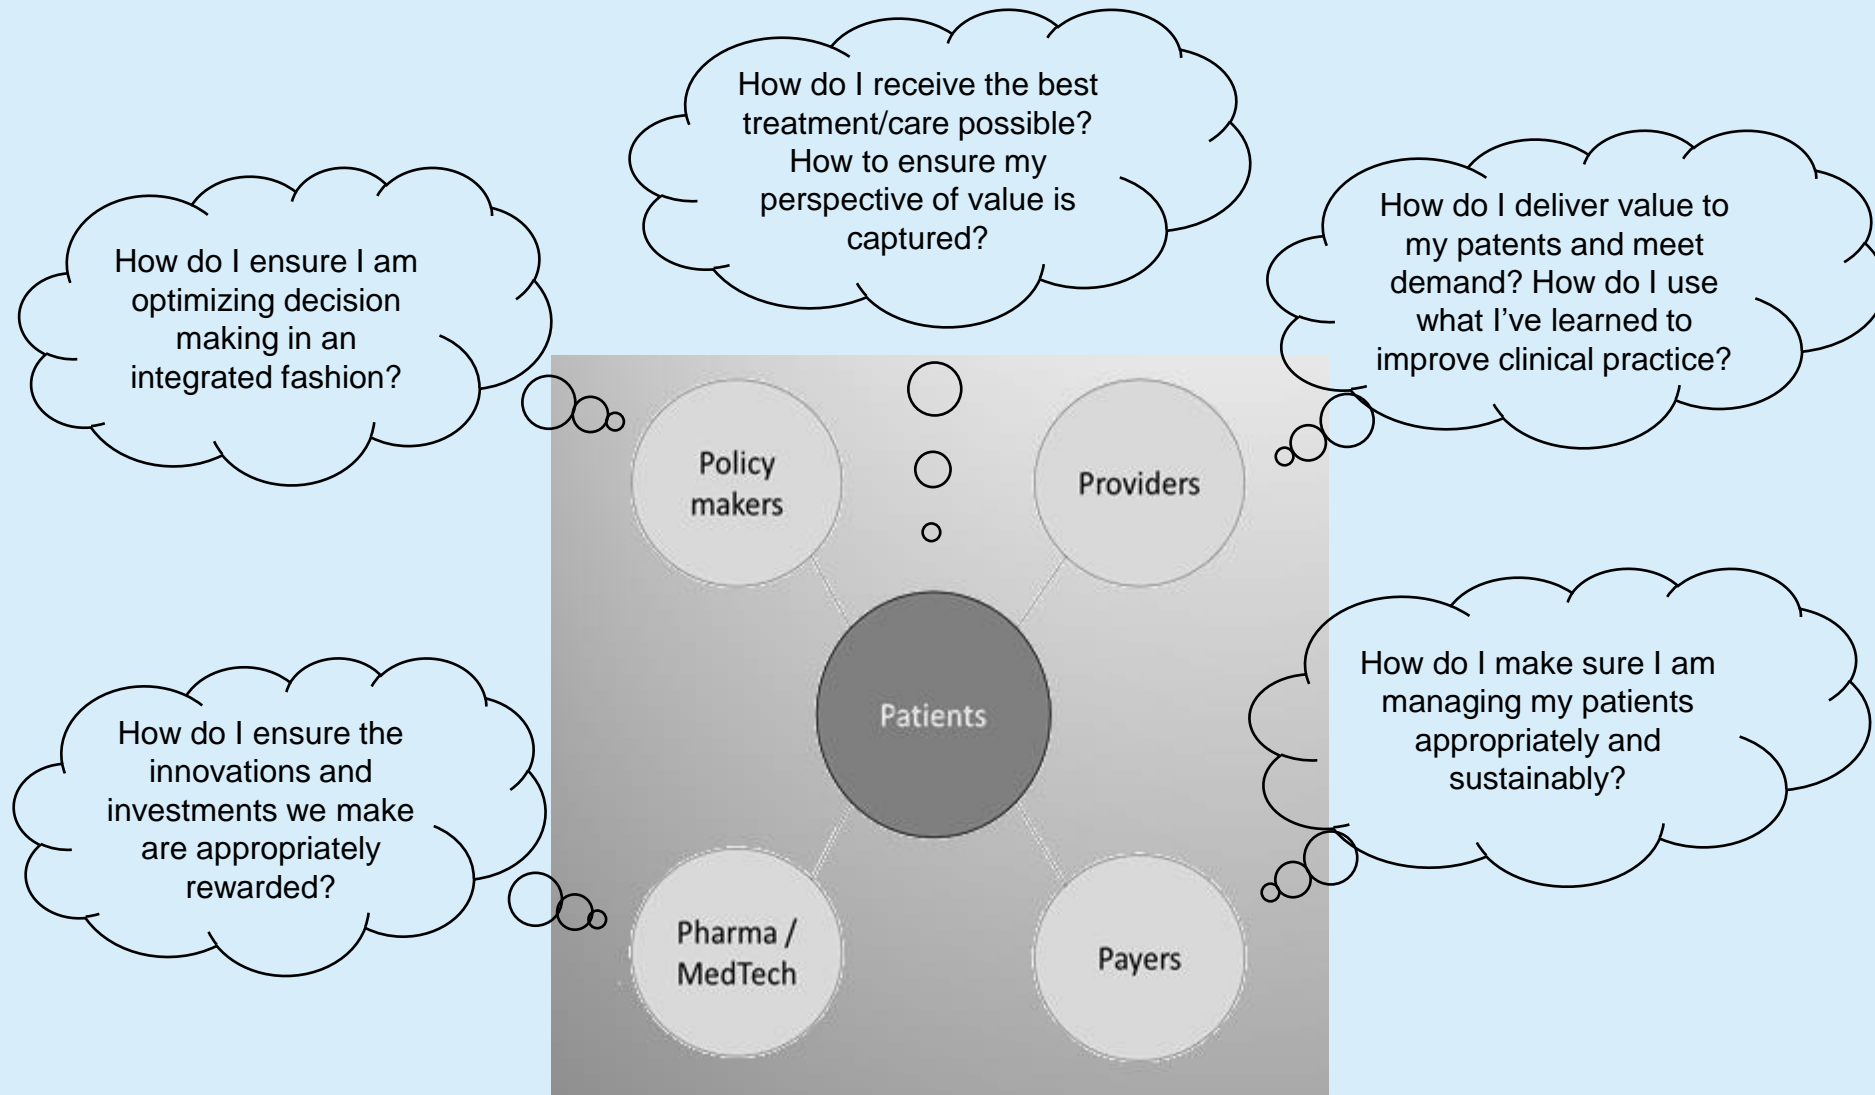 How do I receive the best
treatment/care possible?
How to ensure my
perspective of value is
captured?
How do I ensure I am
optimizing decision
making in an
integrated fashion?
How do I deliver value to
my patents and meet
demand? How do I use
what I've learned to
improve clinical practice?
Policy
makers
Providers
Patients
How do I ensure the
innovations and
investments we make
are appropriately
rewarded?
How do I make sure I am
managing my patients
appropriately and
sustainably?
Pharma /
MedTech
Payers